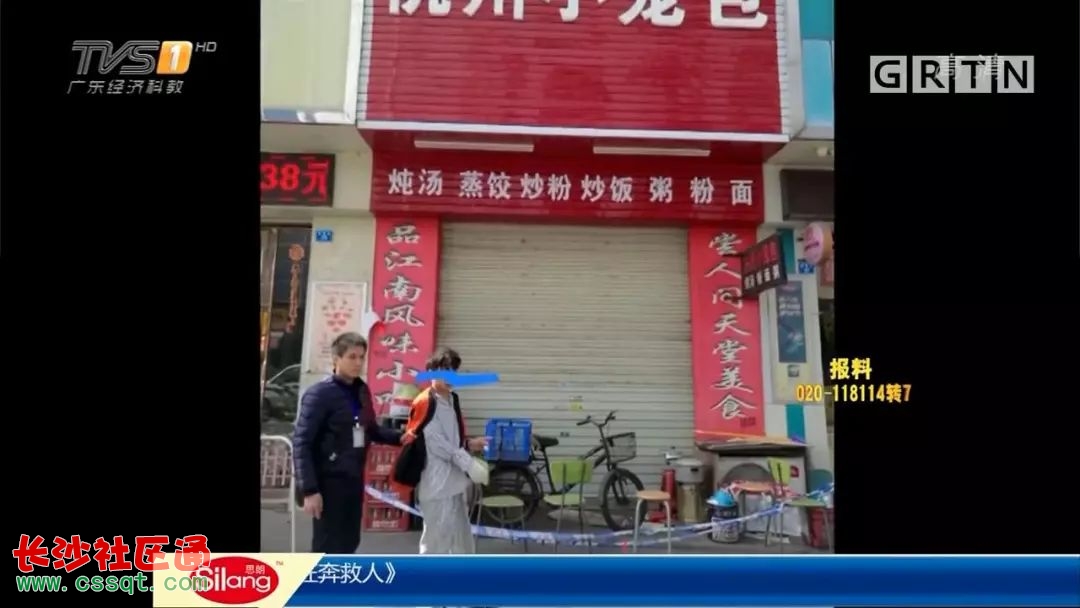 TVS1 HD
广东经济科教
GRTN
高清
杭州小笼包
38元
炖汤 蒸饺 炒粉 炒饭 粥 粉 面
品江南风味小吃
尝人间天堂美食
报料
020-118114转7
长沙社区通
www.cssqt.com
思朗
Silang
狂奔救人》